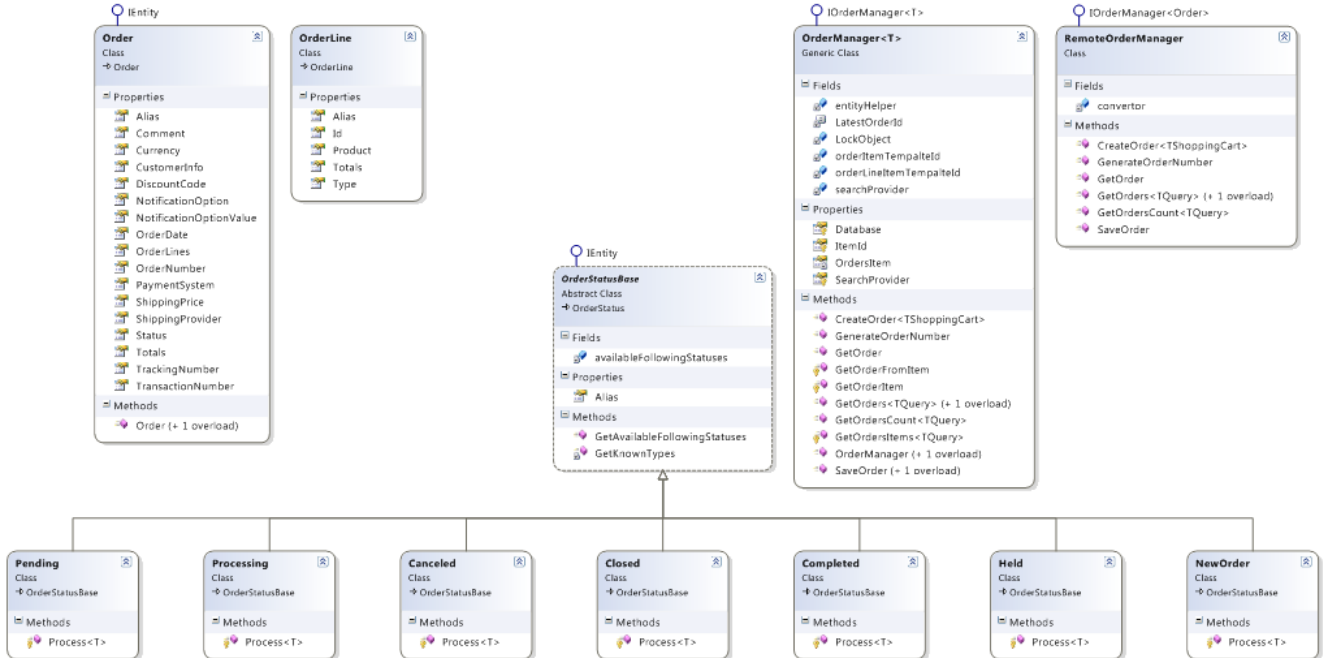 IEntity
Order
Class
Order
Properties
Alias
Comment
Currency
CustomerInfo
DiscountCode
NotificationOption
NotificationOptionValue
OrderDate
OrderLines
OrderNumber
PaymentSystem
ShippingPrice
ShippingProvider
Status
Totals
TrackingNumber
TransactionNumber
Methods
Order (+ 1 overload)
OrderLine
Class
OrderLine
Properties
Alias
Id
Product
Totals
Type
IEntity
OrderStatusBase
Abstract Class
OrderStatus
Fields
availableFollowingStatuses
Properties
Alias
Methods
GetAvailableFollowingStatuses
GetKnownTypes
IOrderManager<T>
OrderManager<T>
Generic Class
Fields
entityHelper
LatestOrderId
LockObject
orderItemTempalteId
orderLineItemTempalteId
searchProvider
Properties
Database
ItemId
OrdersItem
SearchProvider
Methods
CreateOrder<TShoppingCart>
GenerateOrderNumber
GetOrder
GetOrderFromItem
GetOrderItem
GetOrders<TQuery> (+ 1 overload)
GetOrdersCount<TQuery>
GetOrdersItems<TQuery>
OrderManager (+ 1 overload)
SaveOrder (+ 1 overload)
IOrderManager<Order>
RemoteOrderManager
Class
Fields
convertor
Methods
CreateOrder<TShoppingCart>
GenerateOrderNumber
GetOrder
GetOrders<TQuery> (+ 1 overload)
GetOrdersCount<TQuery>
SaveOrder
Pending
Class
OrderStatusBase
Methods
Process<T>
Processing
Class
OrderStatusBase
Methods
Process<T>
Canceled
Class
OrderStatusBase
Methods
Process<T>
Closed
Class
OrderStatusBase
Methods
Process<T>
Completed
Class
OrderStatusBase
Methods
Process<T>
Held
Class
OrderStatusBase
Methods
Process<T>
NewOrder
Class
OrderStatusBase
Methods
Process<T>